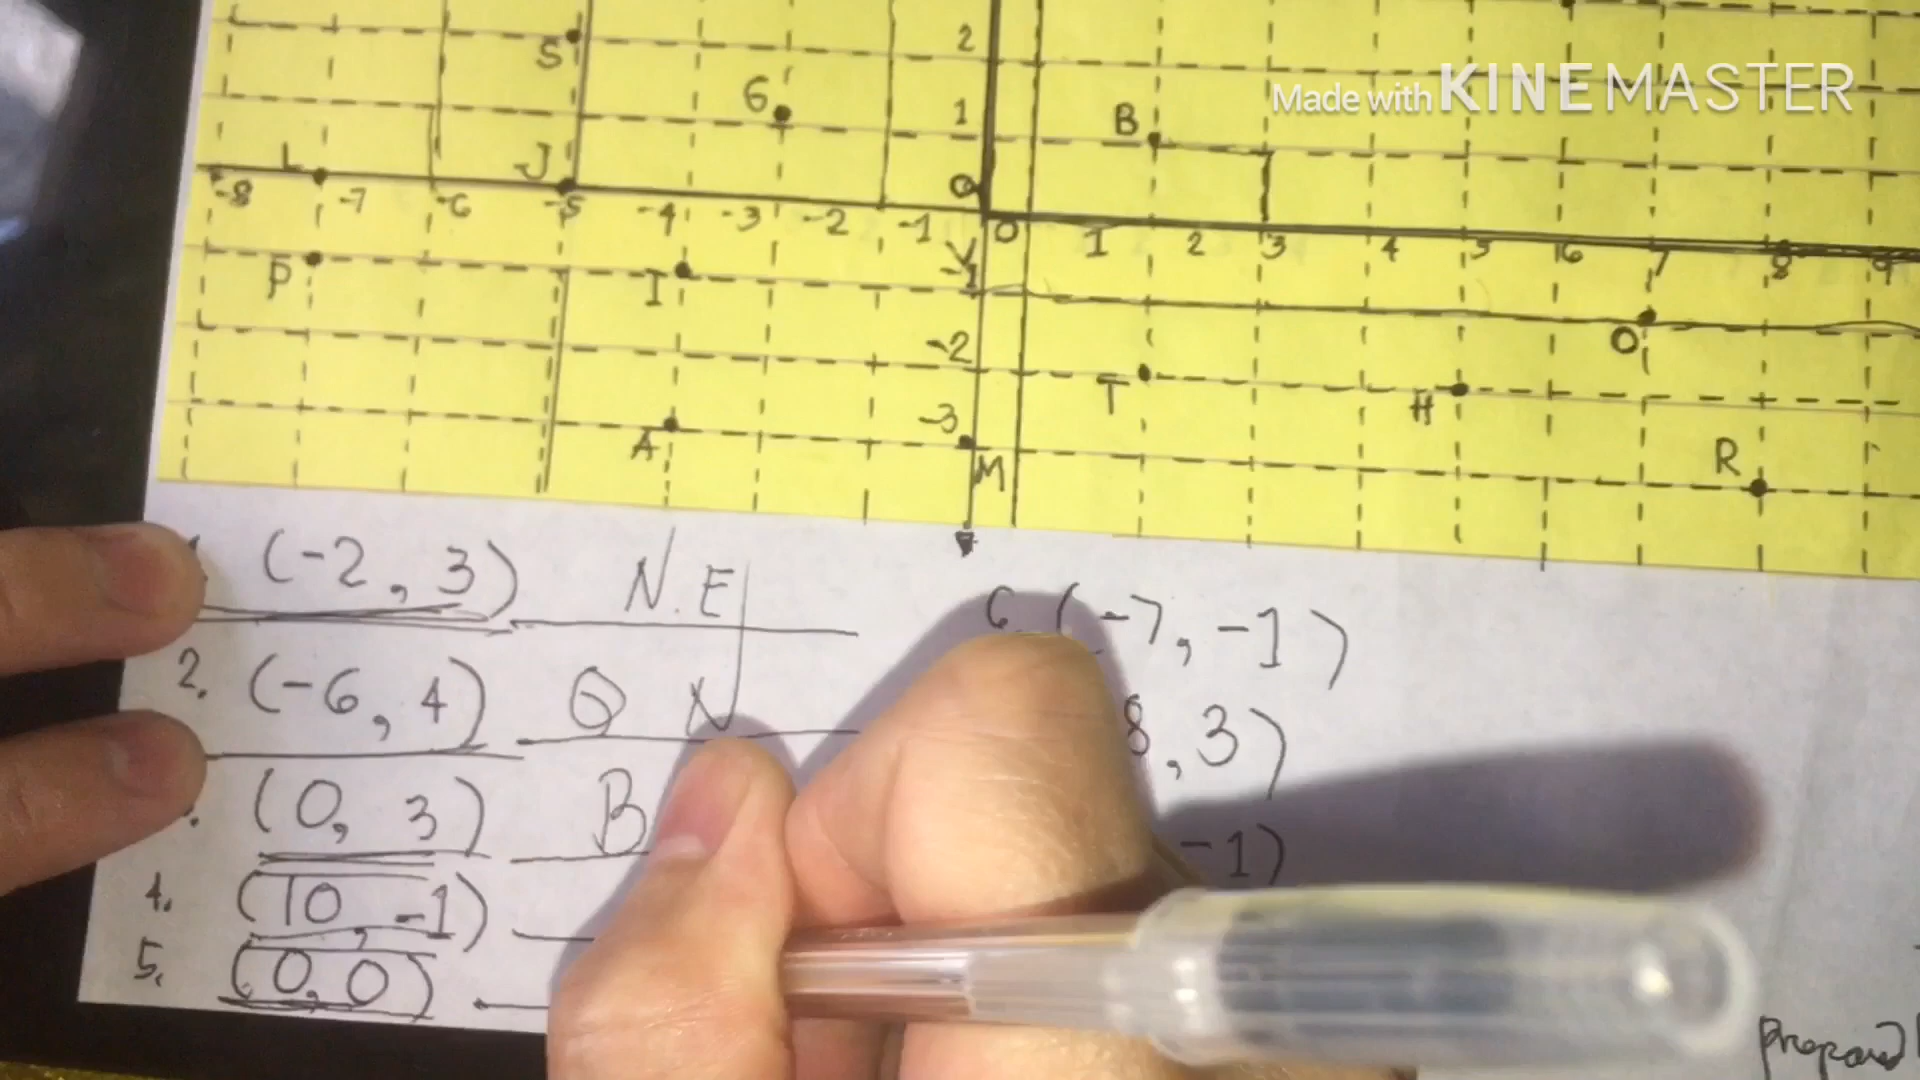 2
S
Made with KINEMASTER
6
1
B
L
J
-8 -7 -6 -5 -4 -3 -2 -1 0 1 2 3 4 5 6 7 8 9
P
I
-1
O
-2
T
H
A
-3
M
R
(-2, 3) N.E
6. (-7, -1)
2. (-6, 4) Q N
8, 3)
(0, 3) B
-1)
4. (10, -1)
5. (0, 0)